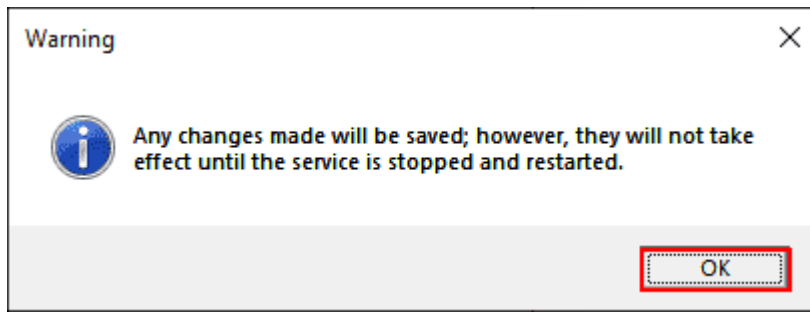 Warning
Any changes made will be saved; however, they will not take
effect until the service is stopped and restarted.
OK